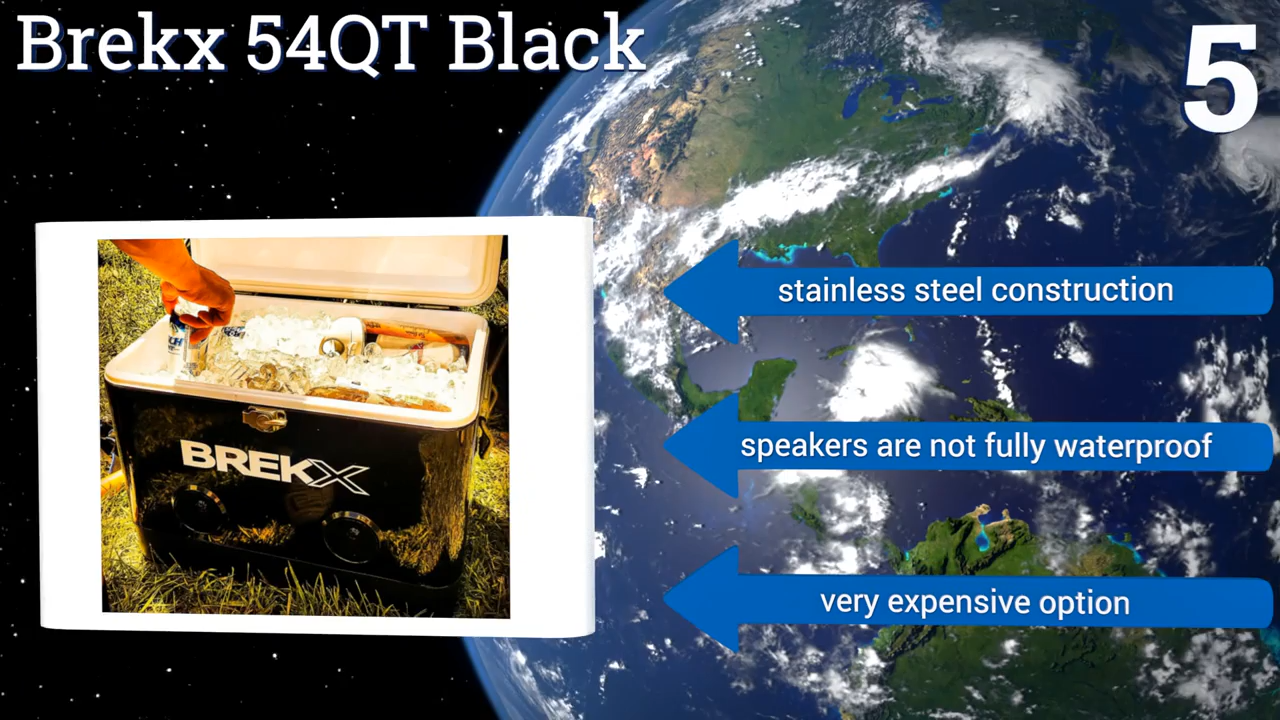 Brekx 54QT Black
5
stainless steel construction
BREKX
speakers are not fully waterproof
very expensive option